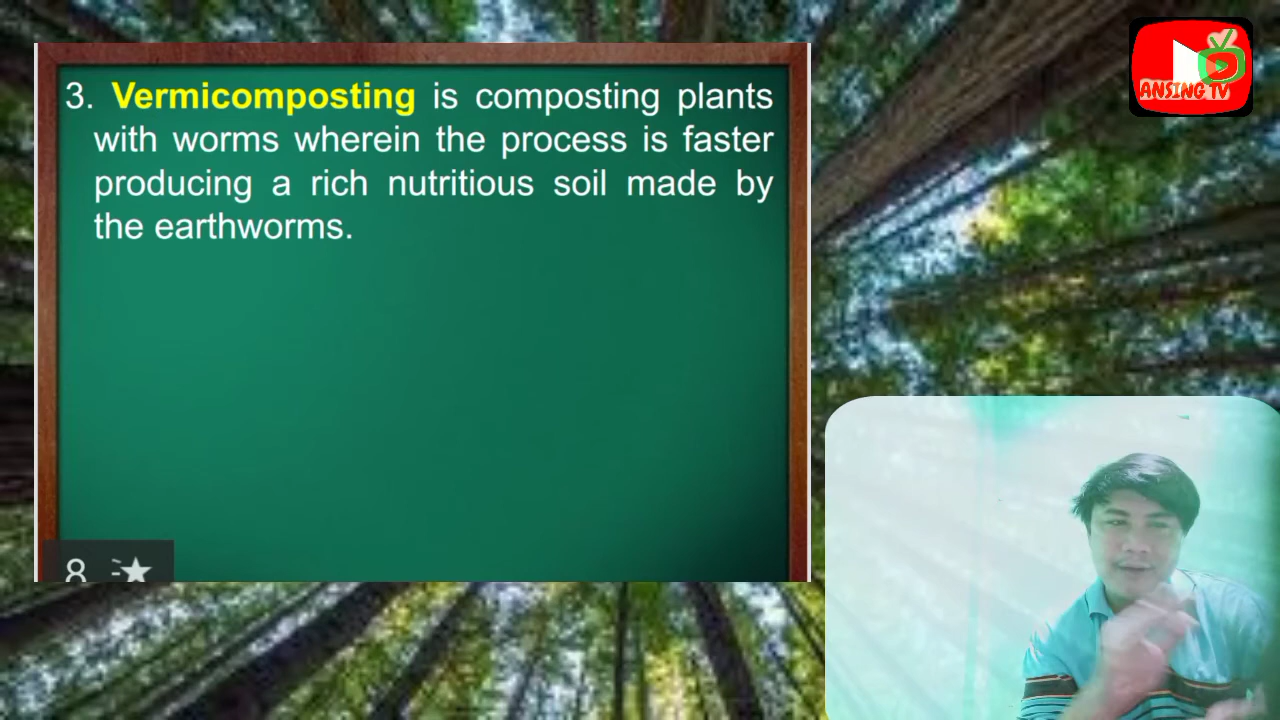 3. Vermicomposting is composting plants
with worms wherein the process is faster
producing a rich nutritious soil made by
the earthworms.
8
ANSING TV